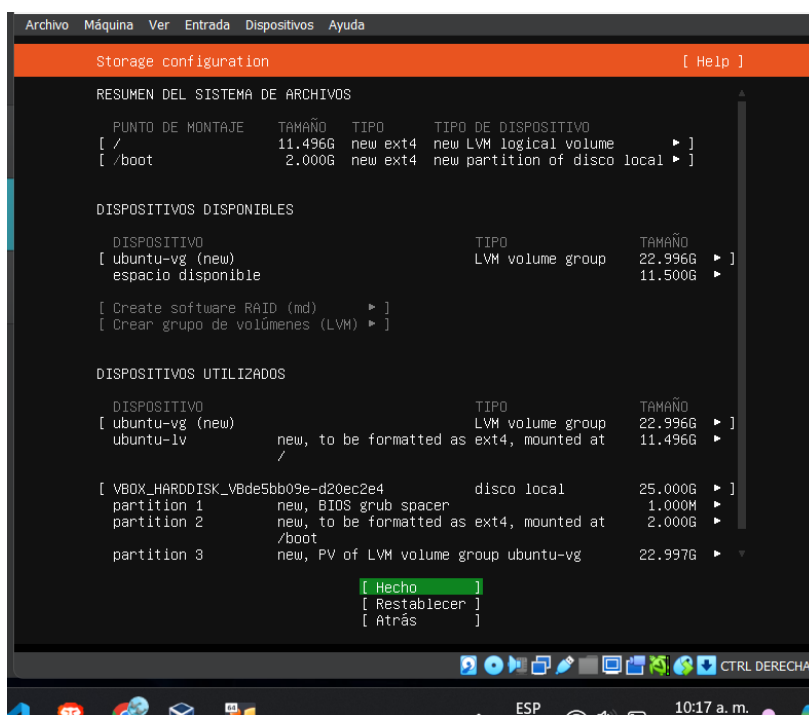 Archivo Máquina Ver Entrada Dispositivos Ayuda
Storage configuration [ Help ]
RESUMEN DEL SISTEMA DE ARCHIVOS
PUNTO DE MONTAJE TAMAÑO TIPO TIPO DE DISPOSITIVO
[ / 11.496G new ext4 new LVM logical volume ▸ ]
[ /boot 2.000G new ext4 new partition of disco local ▸ ]
DISPOSITIVOS DISPONIBLES
DISPOSITIVO TIPO TAMAÑO
[ ubuntu-vg (new) LVM volume group 22.996G ▸ ]
espacio disponible 11.500G ▸
[ Create software RAID (md) ▸ ]
[ Crear grupo de volúmenes (LVM) ▸ ]
DISPOSITIVOS UTILIZADOS
DISPOSITIVO TIPO TAMAÑO
[ ubuntu-vg (new) LVM volume group 22.996G ▸ ]
ubuntu-lv new, to be formatted as ext4, mounted at 11.496G ▸
/
[ VBOX_HARDDISK_VBde5bb09e-d20ec2e4 disco local 25.000G ▸ ]
partition 1 new, BIOS grub spacer 1.000M ▸
partition 2 new, to be formatted as ext4, mounted at 2.000G ▸
/boot
partition 3 new, PV of LVM volume group ubuntu-vg 22.997G ▸
[ Hecho ]
[ Restablecer ]
[ Atrás ]
CTRL DERECHA
64
ESP 10:17 a. m.